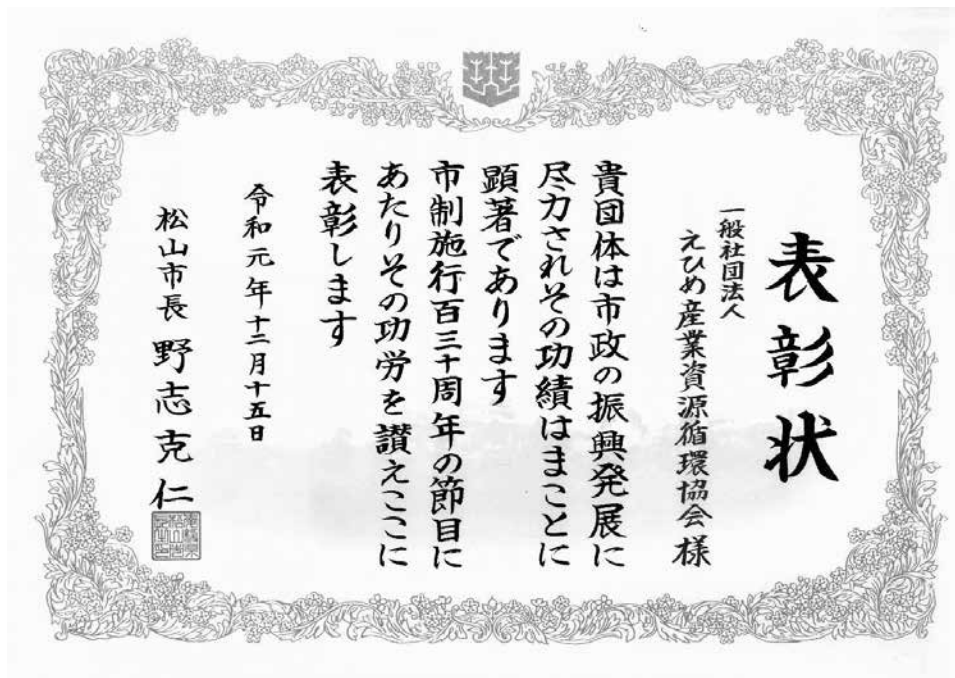 表彰状
一般社団法人
えひめ産業資源循環協会様
貴団体は市政の振興発展に
尽力されその功績はまことに
顕著であります
市制施行百三十周年の節目に
あたりその功労を讃えここに
表彰します
令和元年十二月十五日
松山市長 野志克仁